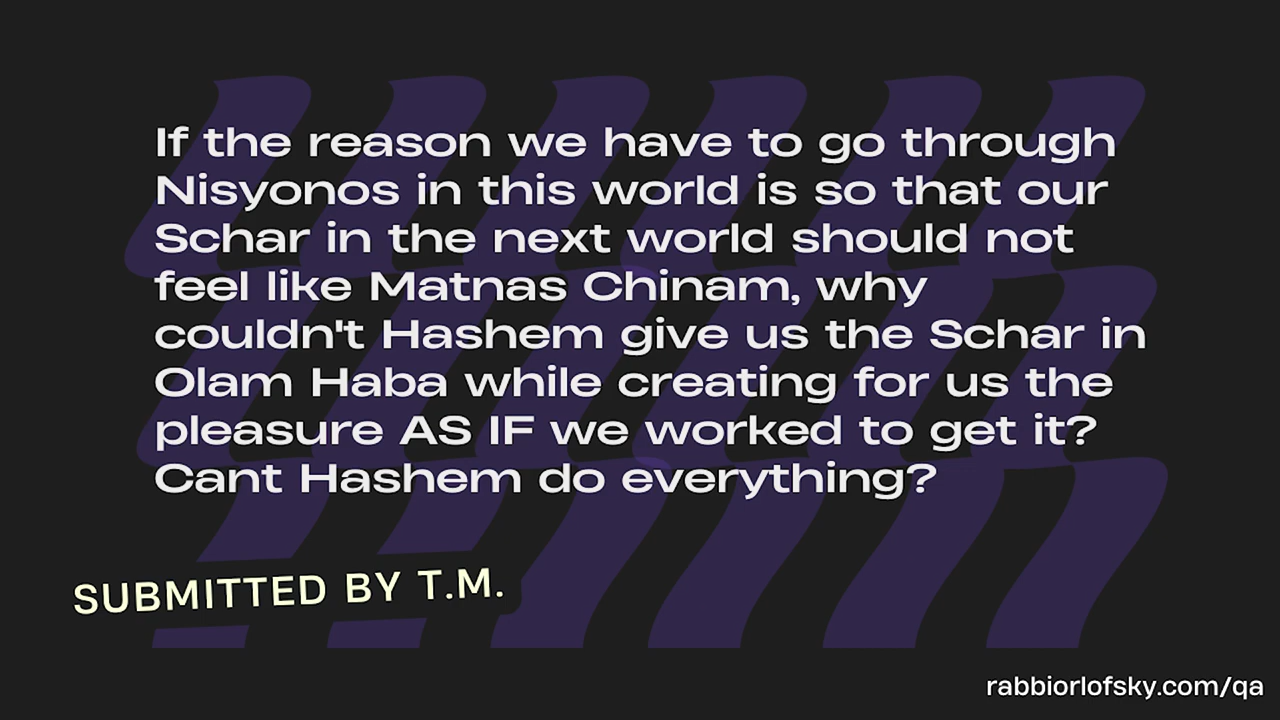 If the reason we have to go through
Nisyonos in this world is so that our
Schar in the next world should not
feel like Matnas Chinam, why
couldn't Hashem give us the Schar in
Olam Haba while creating for us the
pleasure AS IF we worked to get it?
Cant Hashem do everything?
SUBMITTED BY T.M.
rabbiorlofsky.com/qa